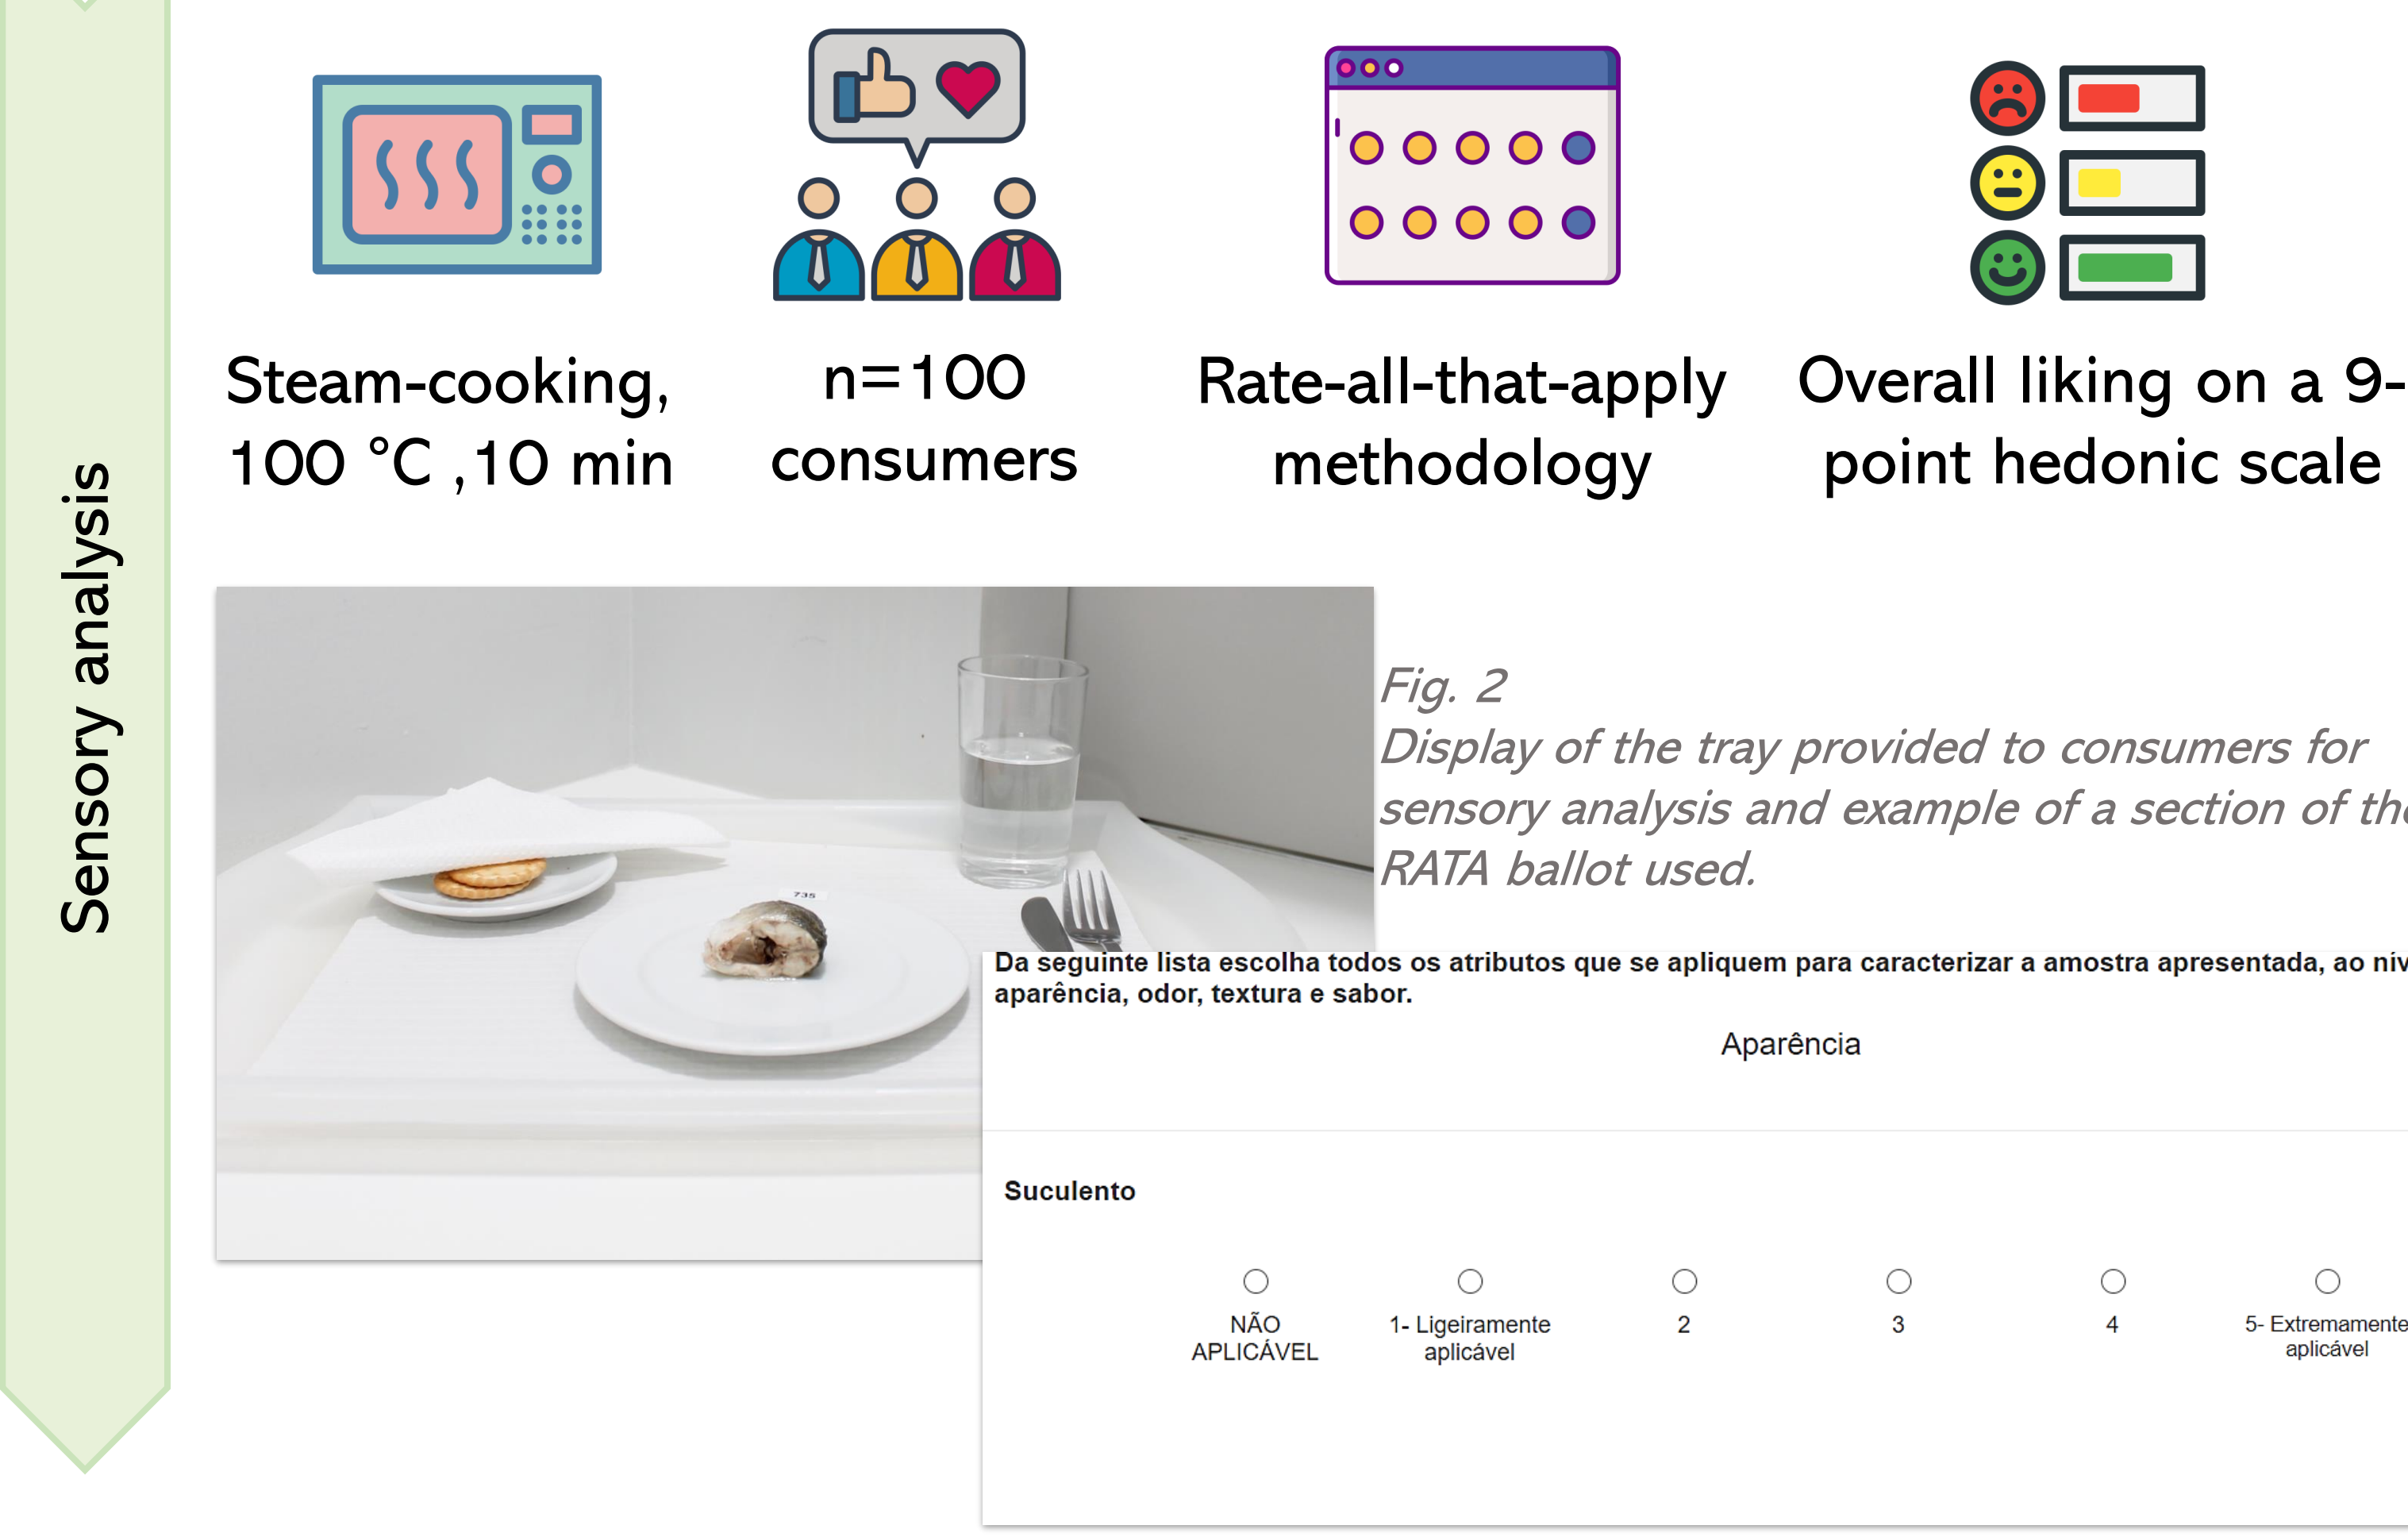 Sensory analysis
Steam-cooking,
100 °C ,10 min
n=100
consumers
Rate-all-that-apply
methodology
Overall liking on a 9-
point hedonic scale
Fig. 2
Display of the tray provided to consumers for
sensory analysis and example of a section of the
RATA ballot used.
735
Da seguinte lista escolha todos os atributos que se apliquem para caracterizar a amostra apresentada, ao
aparência, odor, textura e sabor.
Aparência
Suculento
NÃO
APLICÁVEL
1- Ligeiramente
aplicável
2
3
4
5- Extremamente
aplicável